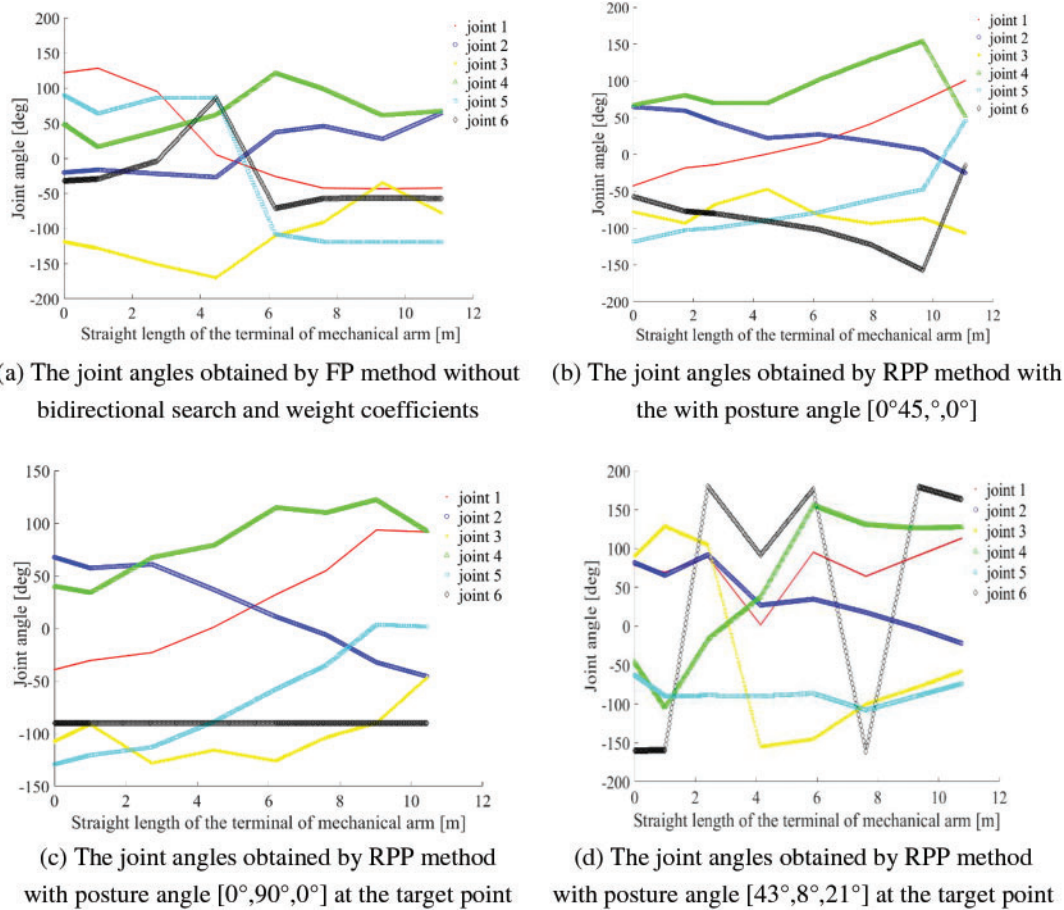 200
150
100
50
0
-50
-100
-150
-200
0 2 4 6 8 10 12
Joint angle [deg]
Straight length of the terminal of mechanical arm [m]
joint 1
joint 2
joint 3
joint 4
joint 5
joint 6
(a) The joint angles obtained by FP method without
bidirectional search and weight coefficients
200
150
100
50
0
-50
-100
-150
-200
0 2 4 6 8 10 12
Jonint angle [deg]
Straight length of the terminal of mechanical arm [m]
joint 1
joint 2
joint 3
joint 4
joint 5
joint 6
(b) The joint angles obtained by RPP method with
the with posture angle [0°45,°,0°]
150
100
50
0
-50
-100
-150
0 2 4 6 8 10 12
Joint angle [deg]
Straight length of the terminal of mechanical arm [m]
joint 1
joint 2
joint 3
joint 4
joint 5
joint 6
(c) The joint angles obtained by RPP method
with posture angle [0°,90°,0°] at the target point
200
150
100
50
0
-50
-100
-150
-200
0 2 4 6 8 10 12
Joint angle [deg]
Straight length of the terminal of mechanical arm [m]
joint 1
joint 2
joint 3
joint 4
joint 5
joint 6
(d) The joint angles obtained by RPP method
with posture angle [43°,8°,21°] at the target point